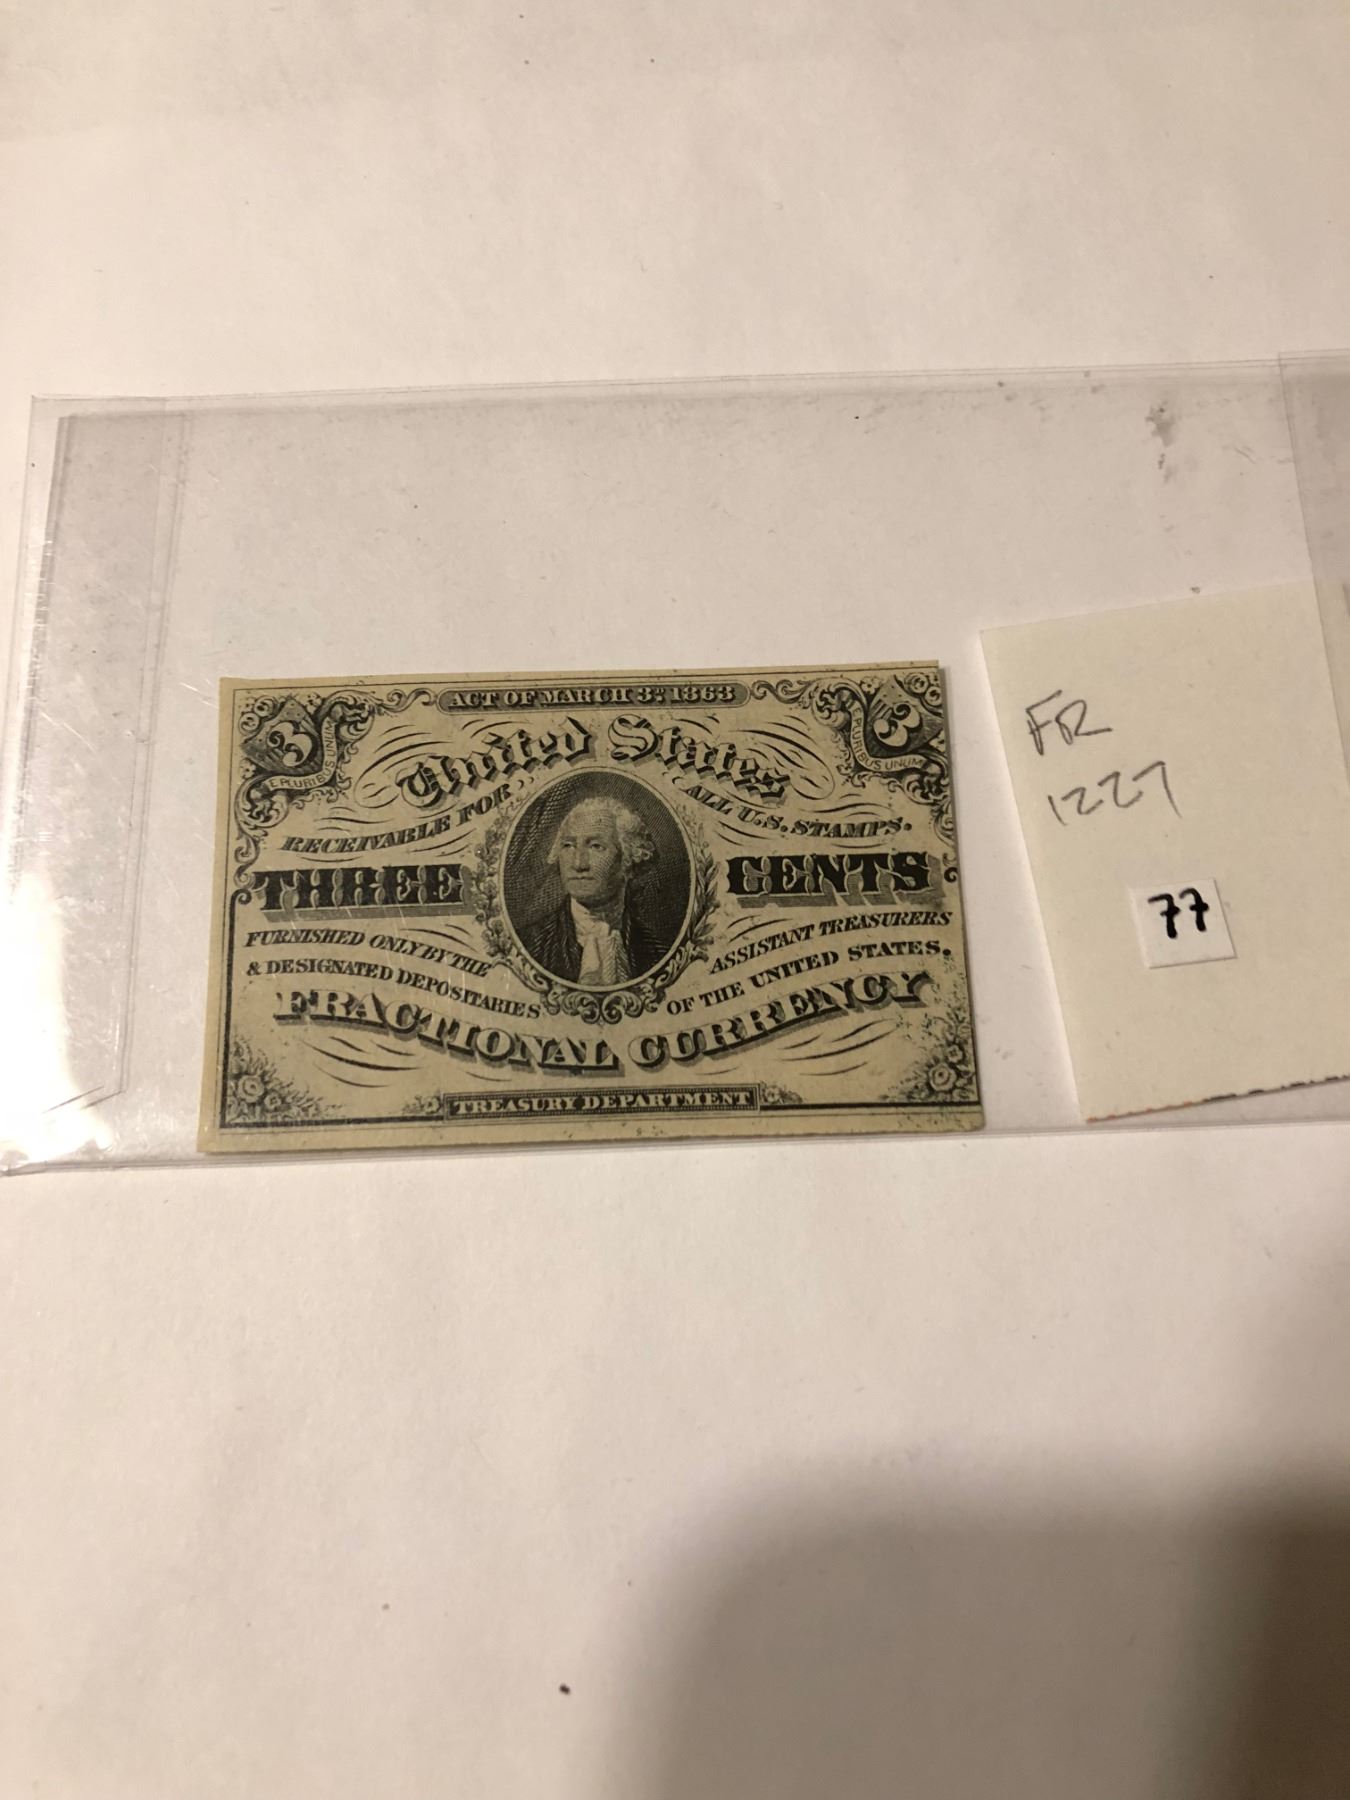 ACT OF MARCH 3RD 1863
3 3
E PLURIBUS UNUM E PLURIBUS UNUM
United States
RECEIVABLE FOR ALL U.S. STAMPS.
THREE CENTS
FURNISHED ONLY BY THE ASSISTANT TREASURERS
& DESIGNATED DEPOSITARIES OF THE UNITED STATES.
FRACTIONAL CURRENCY
TREASURY DEPARTMENT
FR
1227
77